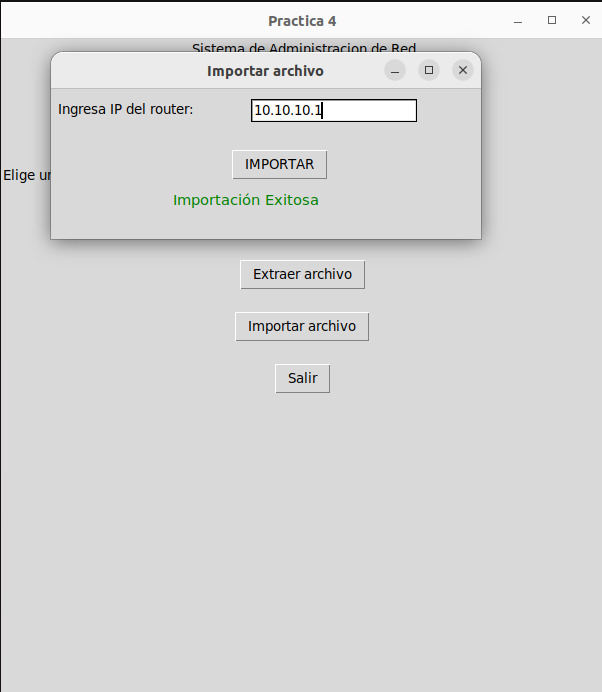 Practica 4
Sistema de Administracion de Red
Importar archivo
Ingresa IP del router: 10.10.10.1
IMPORTAR
Elige
Importación Exitosa
Extraer archivo
Importar archivo
Salir